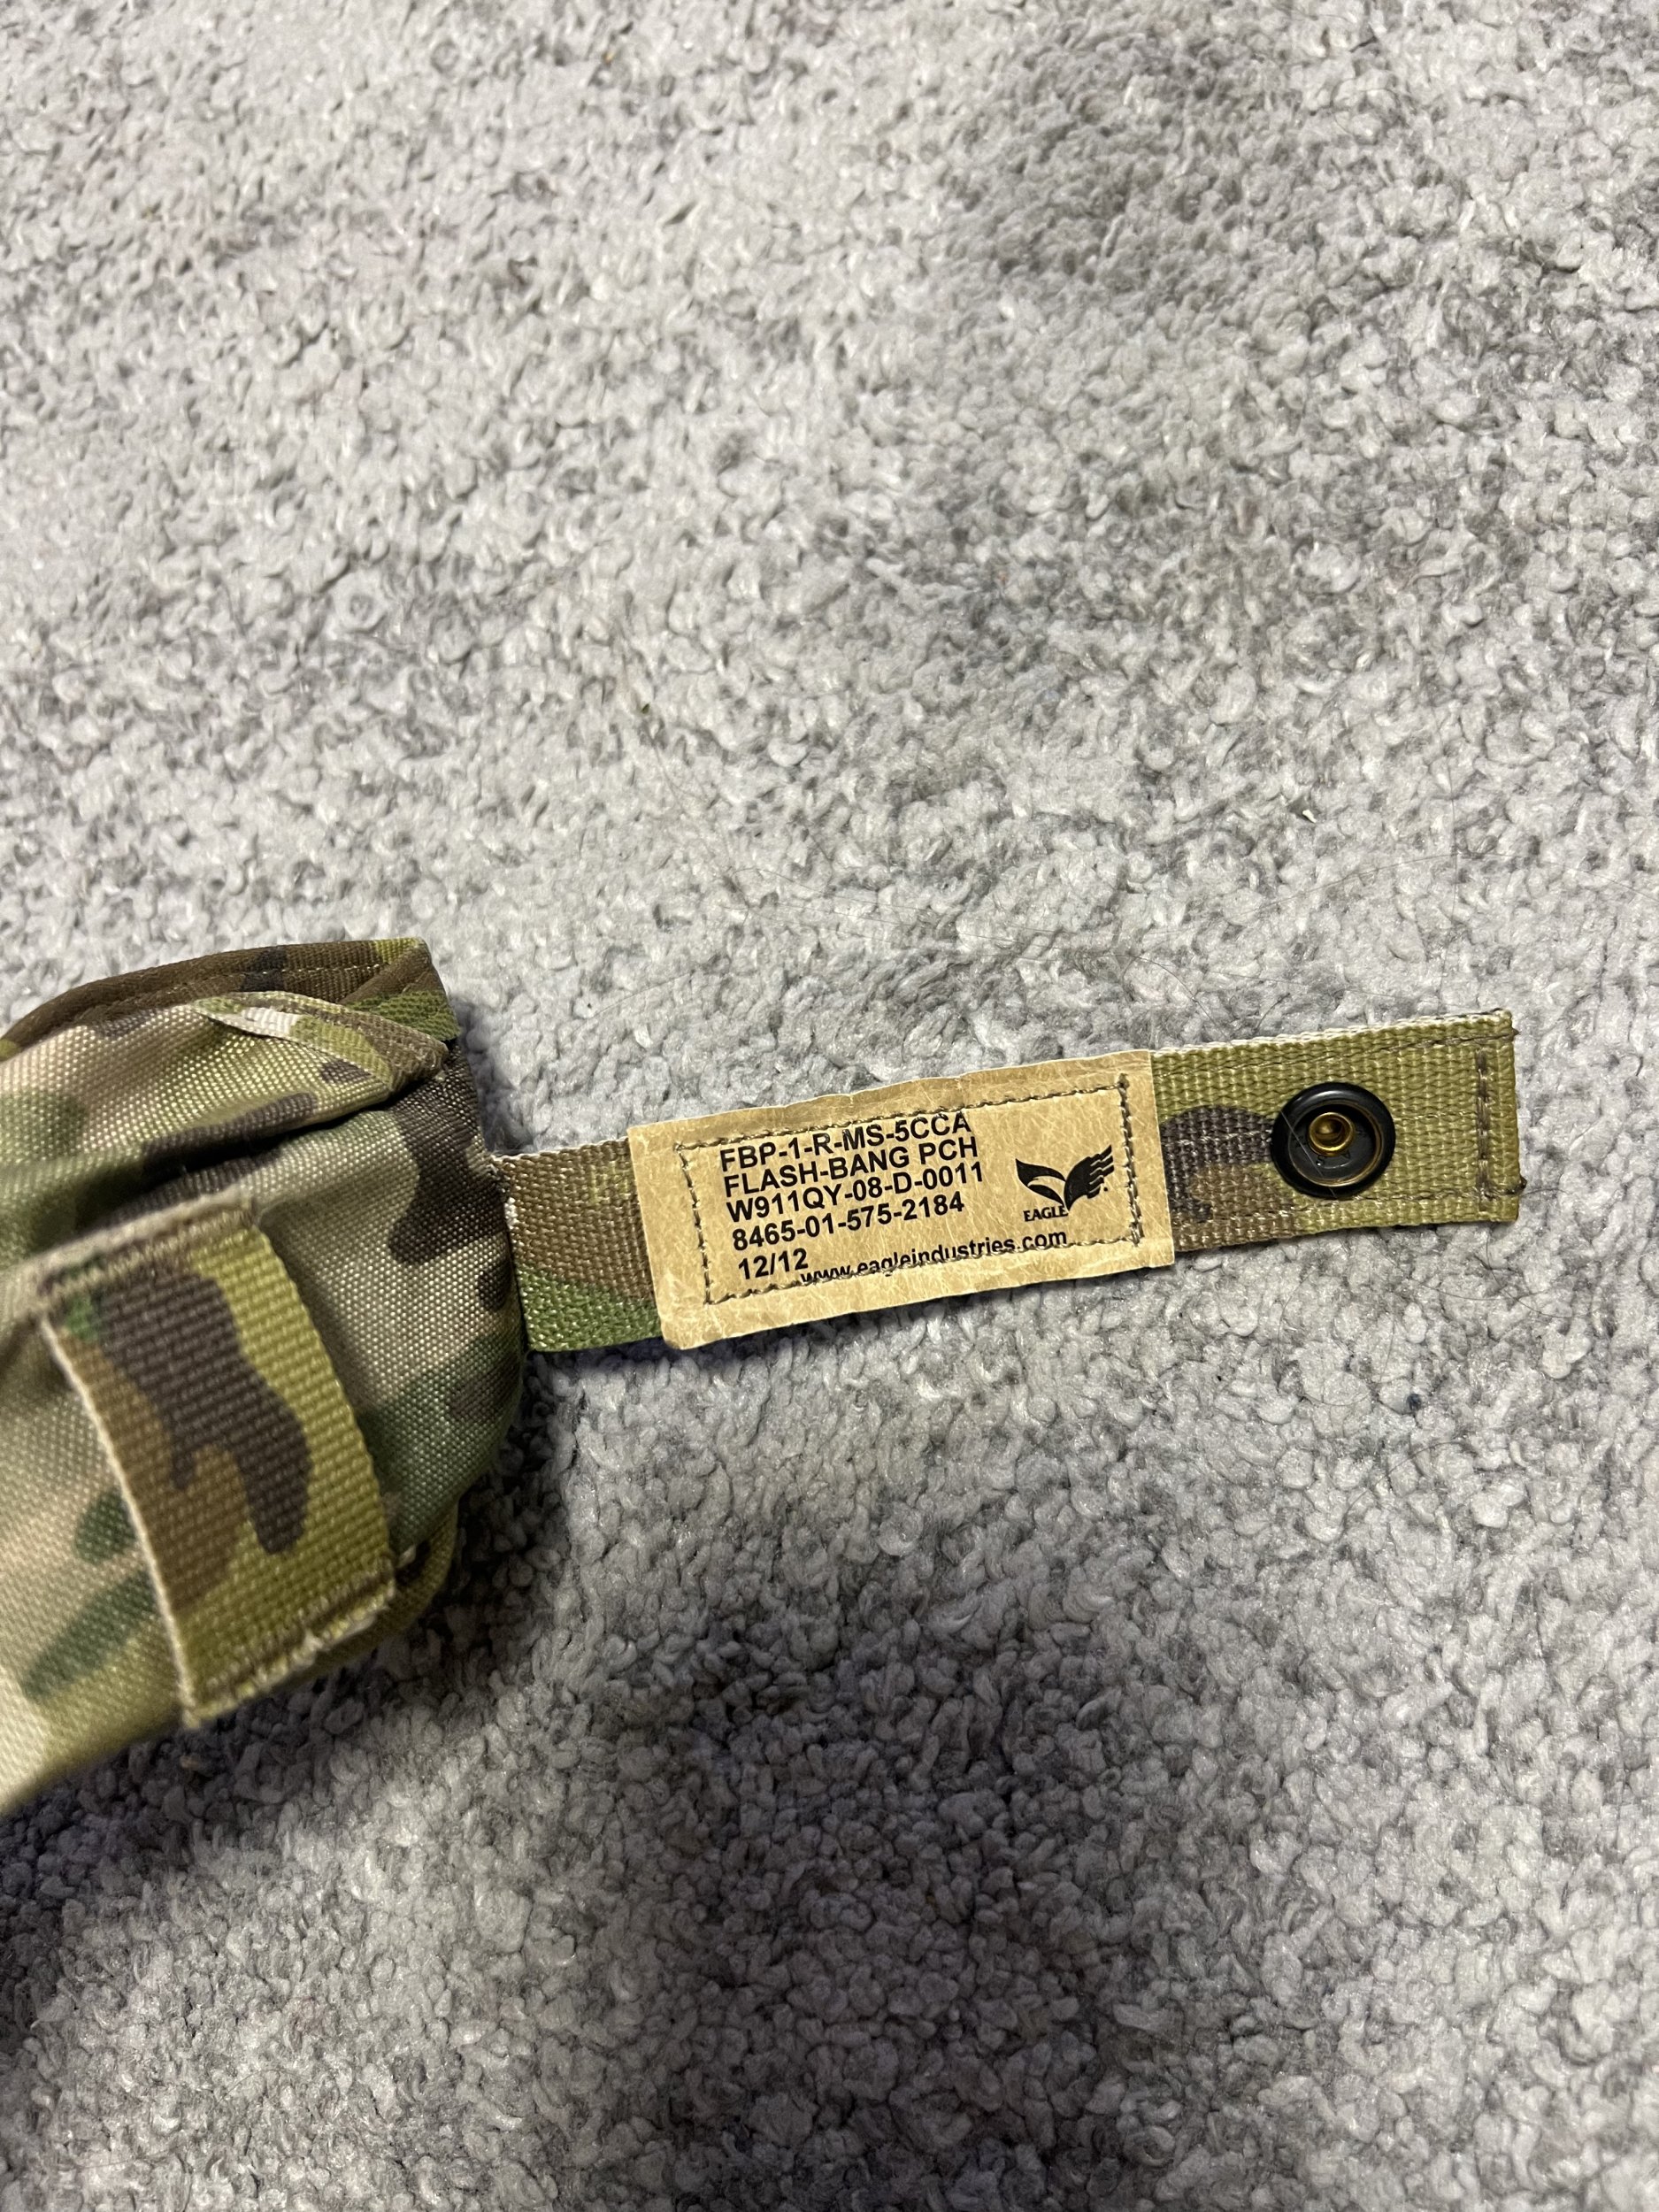 FBP-1-R-MS-5CCA
FLASH-BANG PCH
W911QY-08-D-0011
8465-01-575-2184
12/12
www.eagleindustries.com
EAGLE